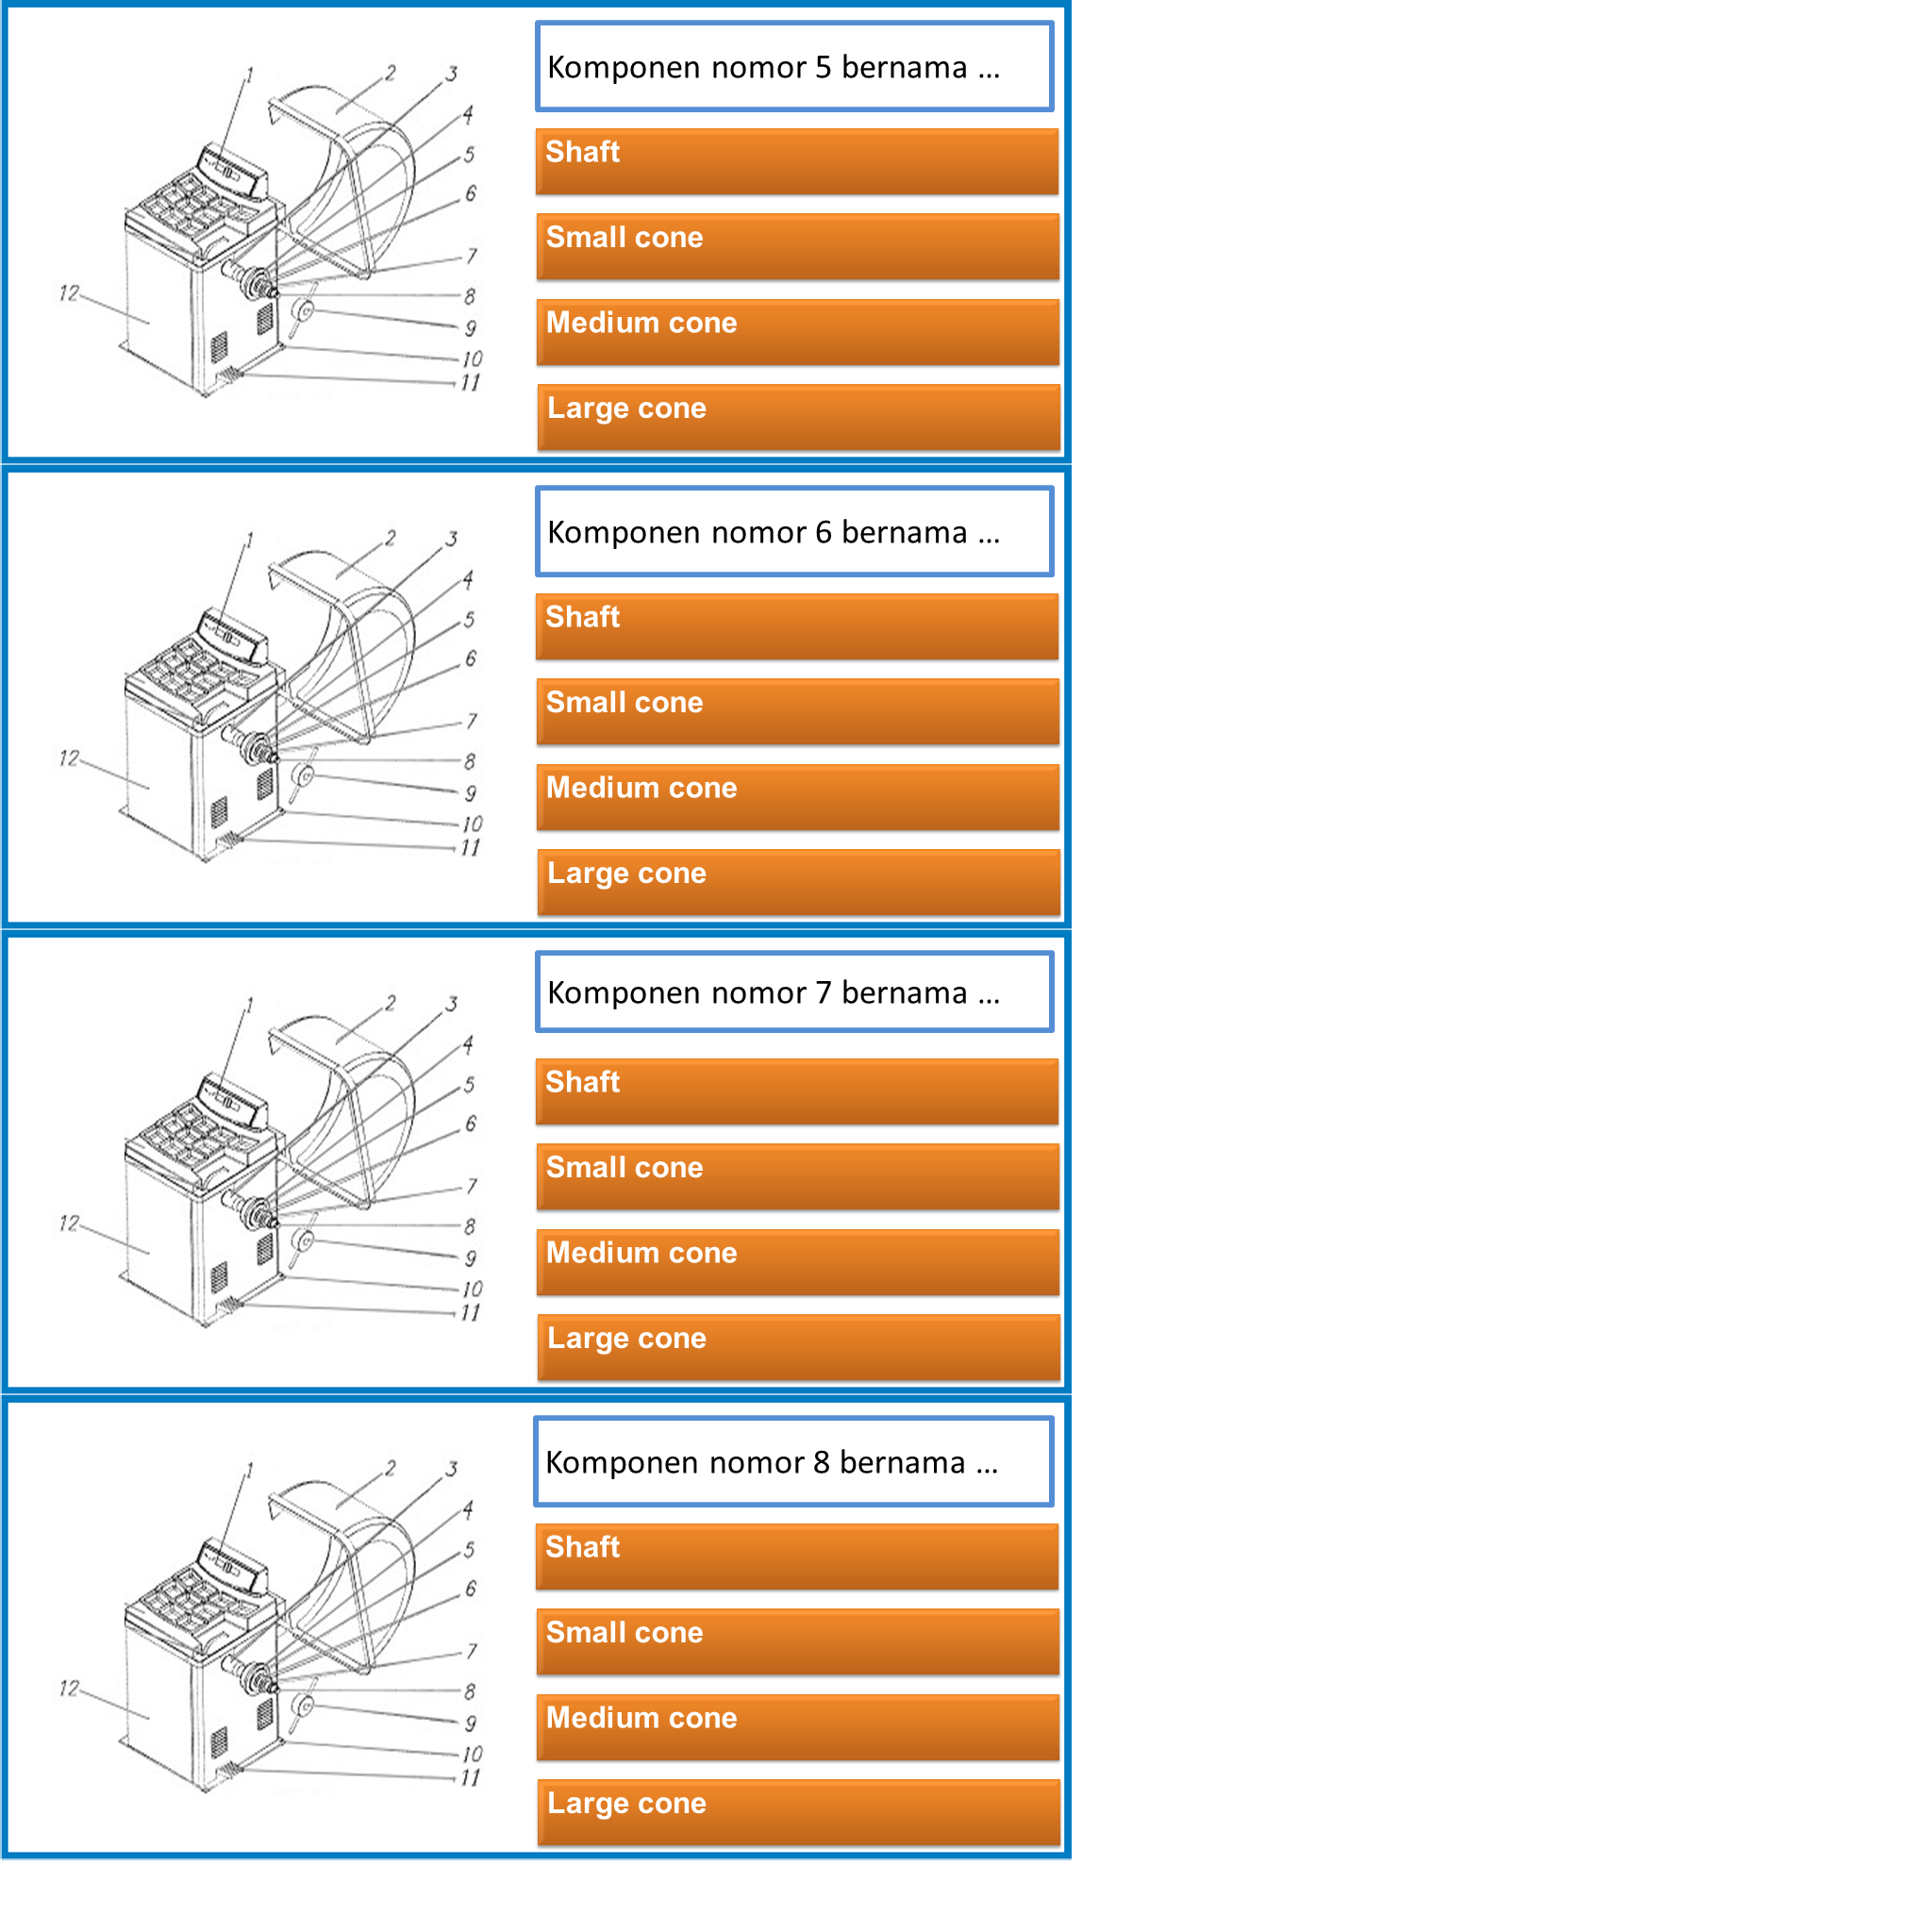 Komponen nomor 5 bernama ...
1
2
3
4
5
6
7
8
9
10
11
12
Shaft
Small cone
Medium cone
Large cone
Komponen nomor 6 bernama ...
1
2
3
4
5
6
7
8
9
10
11
12
Shaft
Small cone
Medium cone
Large cone
Komponen nomor 7 bernama ...
1
2
3
4
5
6
7
8
9
10
11
12
Shaft
Small cone
Medium cone
Large cone
Komponen nomor 8 bernama ...
1
2
3
4
5
6
7
8
9
10
11
12
Shaft
Small cone
Medium cone
Large cone